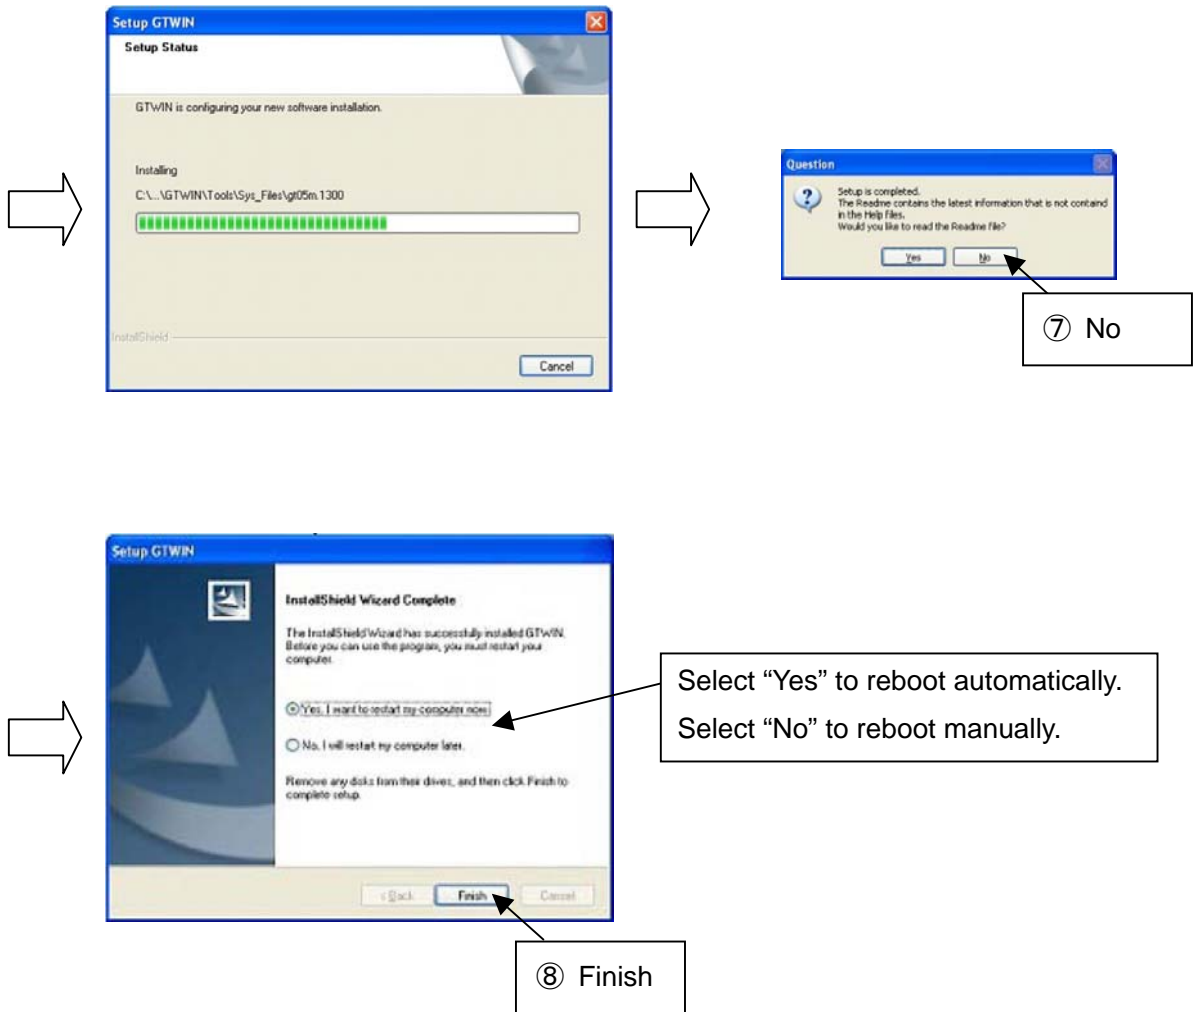 Setup GTWIN
Setup Status
GTWIN is configuring your new software installation.
Installing
C:\...\GTWIN\Tools\Sys_Files\gt05m.1300
InstallShield
Cancel
Question
Setup is completed.
The Readme contains the latest information that is not containd
in the Help files.
Would you like to read the Readme file?
Yes
No
⑦ No
Setup GTWIN
InstallShield Wizard Complete
The InstallShield Wizard has successfully installed GTWIN.
Before you can use the program, you must restart your
computer.
Yes, I want to restart my computer now.
No, I will restart my computer later.
Remove any disks from their drives, and then click Finish to
complete setup.
< Back
Finish
Cancel
Select “Yes” to reboot automatically.
Select “No” to reboot manually.
⑧ Finish